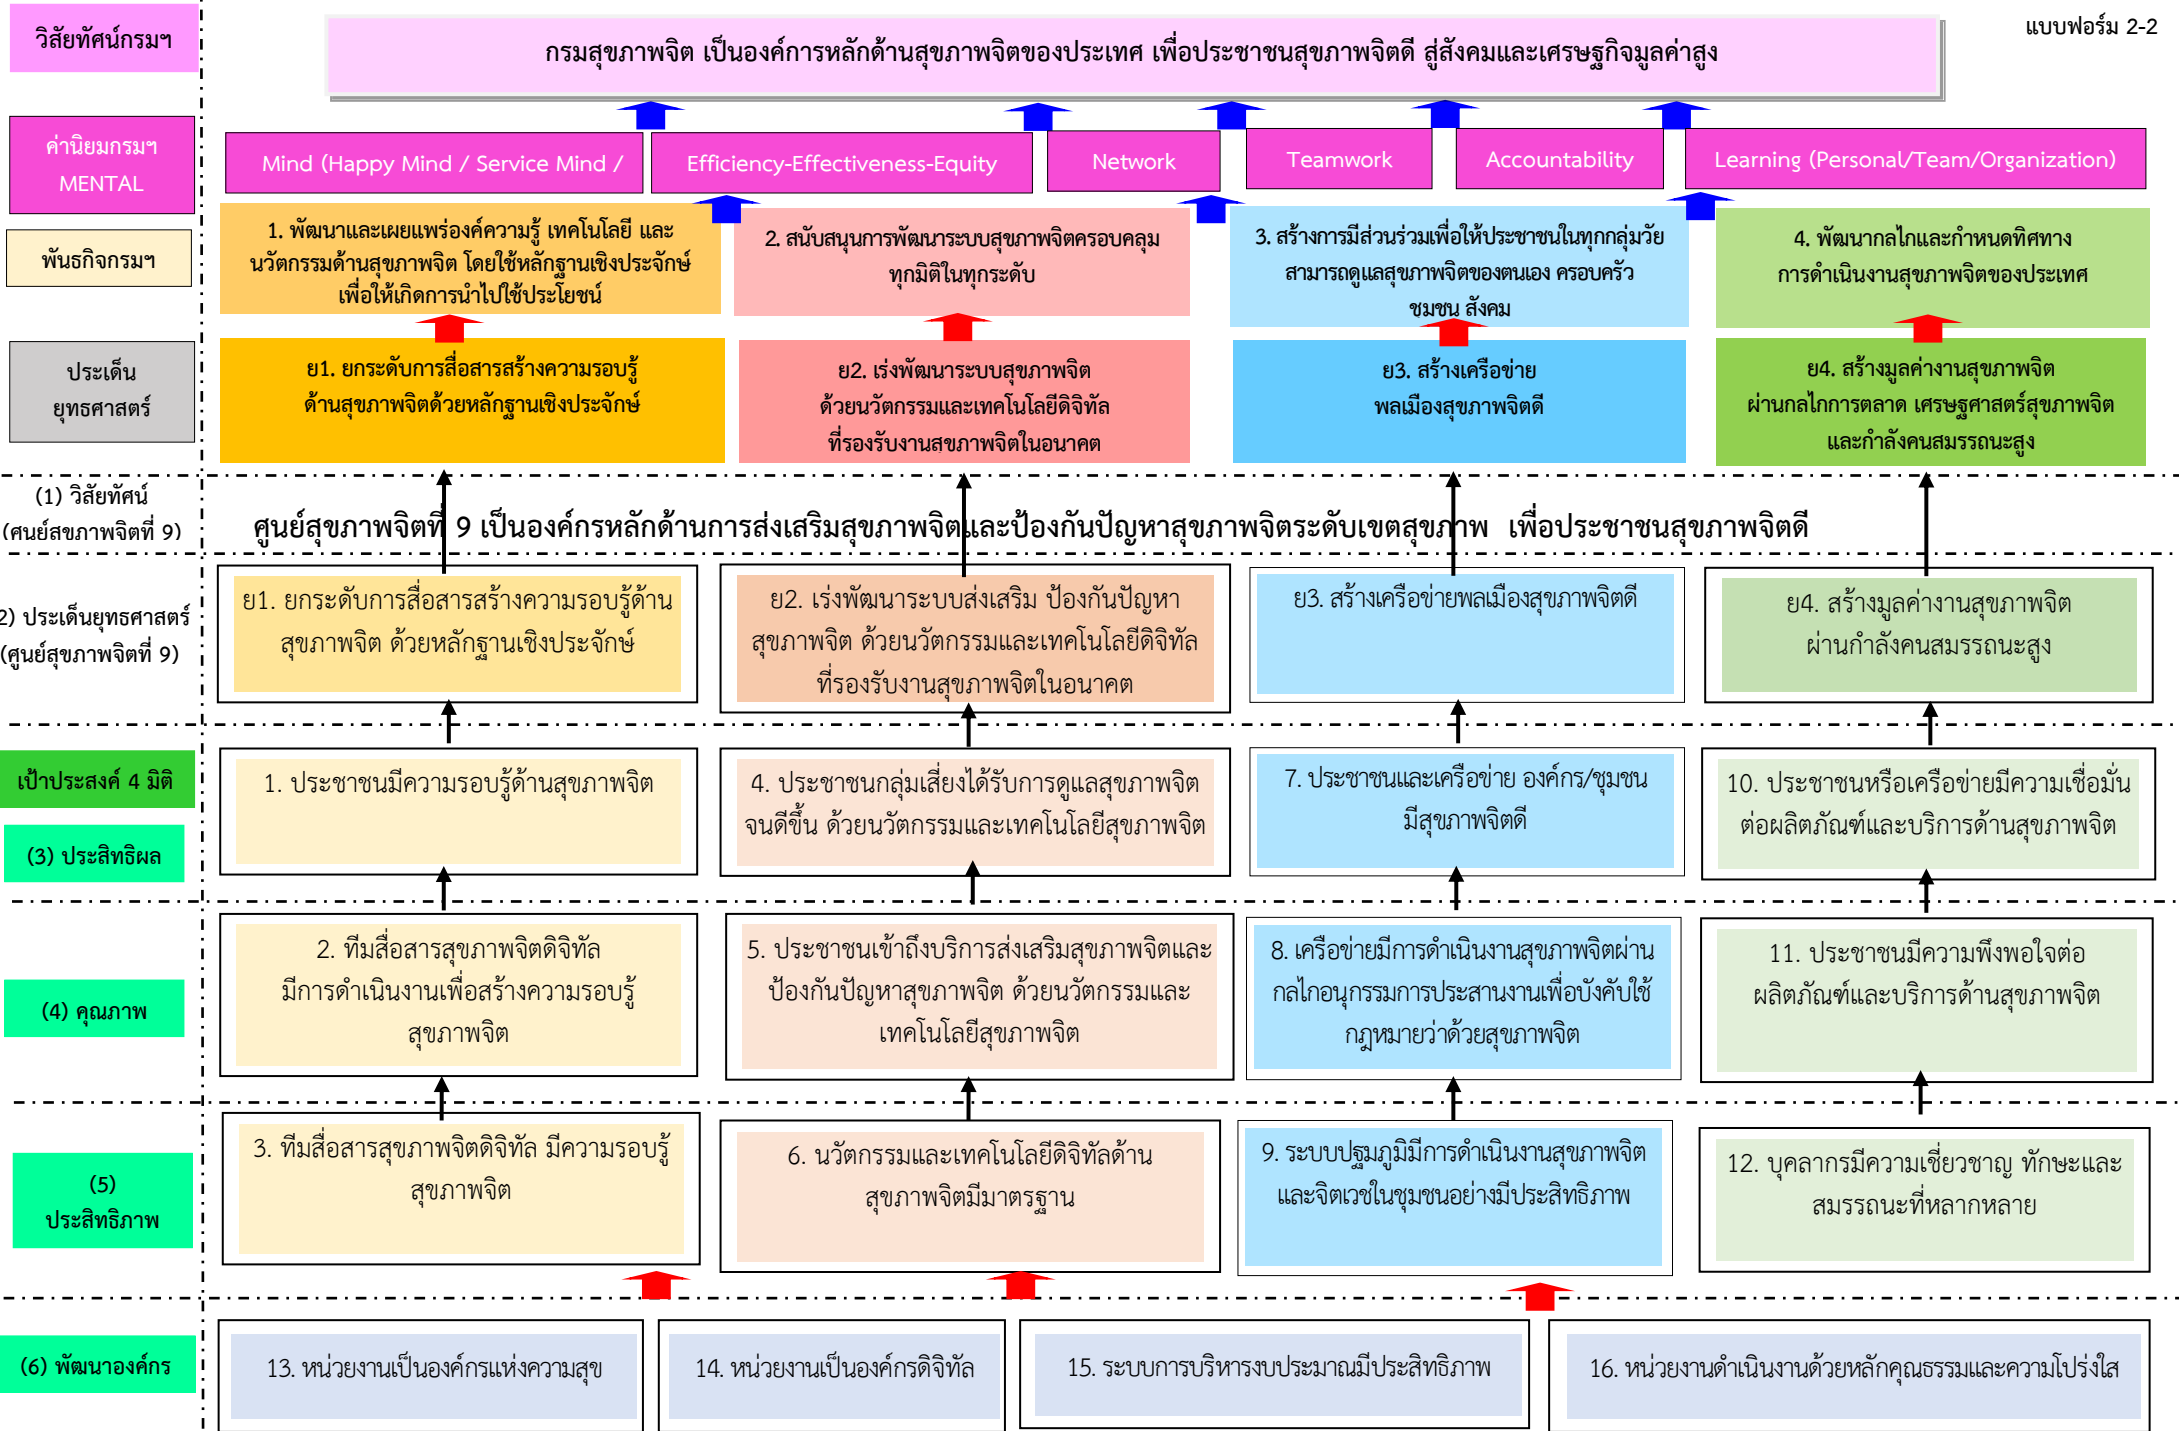 แบบฟอร์ม 2-2
วิสัยทัศน์กรมฯ
กรมสุขภาพจิต เป็นองค์การหลักด้านสุขภาพจิตของประเทศ เพื่อประชาชนสุขภาพจิตดี สู่สังคมและเศรษฐกิจมูลค่าสูง
ค่านิยมกรมฯ
MENTAL
Mind (Happy Mind / Service Mind /
Efficiency-Effectiveness-Equity
Network
Teamwork
Accountability
Learning (Personal/Team/Organization)
พันธกิจกรมฯ
1. พัฒนาและเผยแพร่องค์ความรู้ เทคโนโลยี และ
นวัตกรรมด้านสุขภาพจิต โดยใช้หลักฐานเชิงประจักษ์
เพื่อให้เกิดการนำไปใช้ประโยชน์
2. สนับสนุนการพัฒนาระบบสุขภาพจิตครอบคลุม
ทุกมิติในทุกระดับ
3. สร้างการมีส่วนร่วมเพื่อให้ประชาชนในทุกกลุ่มวัย
สามารถดูแลสุขภาพจิตของตนเอง ครอบครัว
ชุมชน สังคม
4. พัฒนากลไกและกำหนดทิศทาง
การดำเนินงานสุขภาพจิตของประเทศ
ประเด็น
ยุทธศาสตร์
ย1. ยกระดับการสื่อสารสร้างความรอบรู้
ด้านสุขภาพจิตด้วยหลักฐานเชิงประจักษ์
ย2. เร่งพัฒนาระบบสุขภาพจิต
ด้วยนวัตกรรมและเทคโนโลยีดิจิทัล
ที่รองรับงานสุขภาพจิตในอนาคต
ย3. สร้างเครือข่าย
พลเมืองสุขภาพจิตดี
ย4. สร้างมูลค่างานสุขภาพจิต
ผ่านกลไกการตลาด เศรษฐศาสตร์สุขภาพจิต
และกำลังคนสมรรถนะสูง
(1) วิสัยทัศน์
(ศูนย์สุขภาพจิตที่ 9)
ศูนย์สุขภาพจิตที่ 9 เป็นองค์กรหลักด้านการส่งเสริมสุขภาพจิตและป้องกันปัญหาสุขภาพจิตระดับเขตสุขภาพ เพื่อประชาชนสุขภาพจิตดี
2) ประเด็นยุทธศาสตร์
(ศูนย์สุขภาพจิตที่ 9)
ย1. ยกระดับการสื่อสารสร้างความรอบรู้ด้าน
สุขภาพจิต ด้วยหลักฐานเชิงประจักษ์
ย2. เร่งพัฒนาระบบส่งเสริม ป้องกันปัญหา
สุขภาพจิต ด้วยนวัตกรรมและเทคโนโลยีดิจิทัล
ที่รองรับงานสุขภาพจิตในอนาคต
ย3. สร้างเครือข่ายพลเมืองสุขภาพจิตดี
ย4. สร้างมูลค่างานสุขภาพจิต
ผ่านกำลังคนสมรรถนะสูง
เป้าประสงค์ 4 มิติ
(3) ประสิทธิผล
1. ประชาชนมีความรอบรู้ด้านสุขภาพจิต
4. ประชาชนกลุ่มเสี่ยงได้รับการดูแลสุขภาพจิต
จนดีขึ้น ด้วยนวัตกรรมและเทคโนโลยีสุขภาพจิต
7. ประชาชนและเครือข่าย องค์กร/ชุมชน
มีสุขภาพจิตดี
10. ประชาชนหรือเครือข่ายมีความเชื่อมั่น
ต่อผลิตภัณฑ์และบริการด้านสุขภาพจิต
(4) คุณภาพ
2. ทีมสื่อสารสุขภาพจิตดิจิทัล
มีการดำเนินงานเพื่อสร้างความรอบรู้
สุขภาพจิต
5. ประชาชนเข้าถึงบริการส่งเสริมสุขภาพจิตและ
ป้องกันปัญหาสุขภาพจิต ด้วยนวัตกรรมและ
เทคโนโลยีสุขภาพจิต
8. เครือข่ายมีการดำเนินงานสุขภาพจิตผ่าน
กลไกอนุกรรมการประสานงานเพื่อบังคับใช้
กฎหมายว่าด้วยสุขภาพจิต
11. ประชาชนมีความพึงพอใจต่อ
ผลิตภัณฑ์และบริการด้านสุขภาพจิต
(5)
ประสิทธิภาพ
3. ทีมสื่อสารสุขภาพจิตดิจิทัล มีความรอบรู้
สุขภาพจิต
6. นวัตกรรมและเทคโนโลยีดิจิทัลด้าน
สุขภาพจิตมีมาตรฐาน
9. ระบบปฐมภูมิมีการดำเนินงานสุขภาพจิต
และจิตเวชในชุมชนอย่างมีประสิทธิภาพ
12. บุคลากรมีความเชี่ยวชาญ ทักษะและ
สมรรถนะที่หลากหลาย
(6) พัฒนาองค์กร
13. หน่วยงานเป็นองค์กรแห่งความสุข
14. หน่วยงานเป็นองค์กรดิจิทัล
15. ระบบการบริหารงบประมาณมีประสิทธิภาพ
16. หน่วยงานดำเนินงานด้วยหลักคุณธรรมและความโปร่งใส